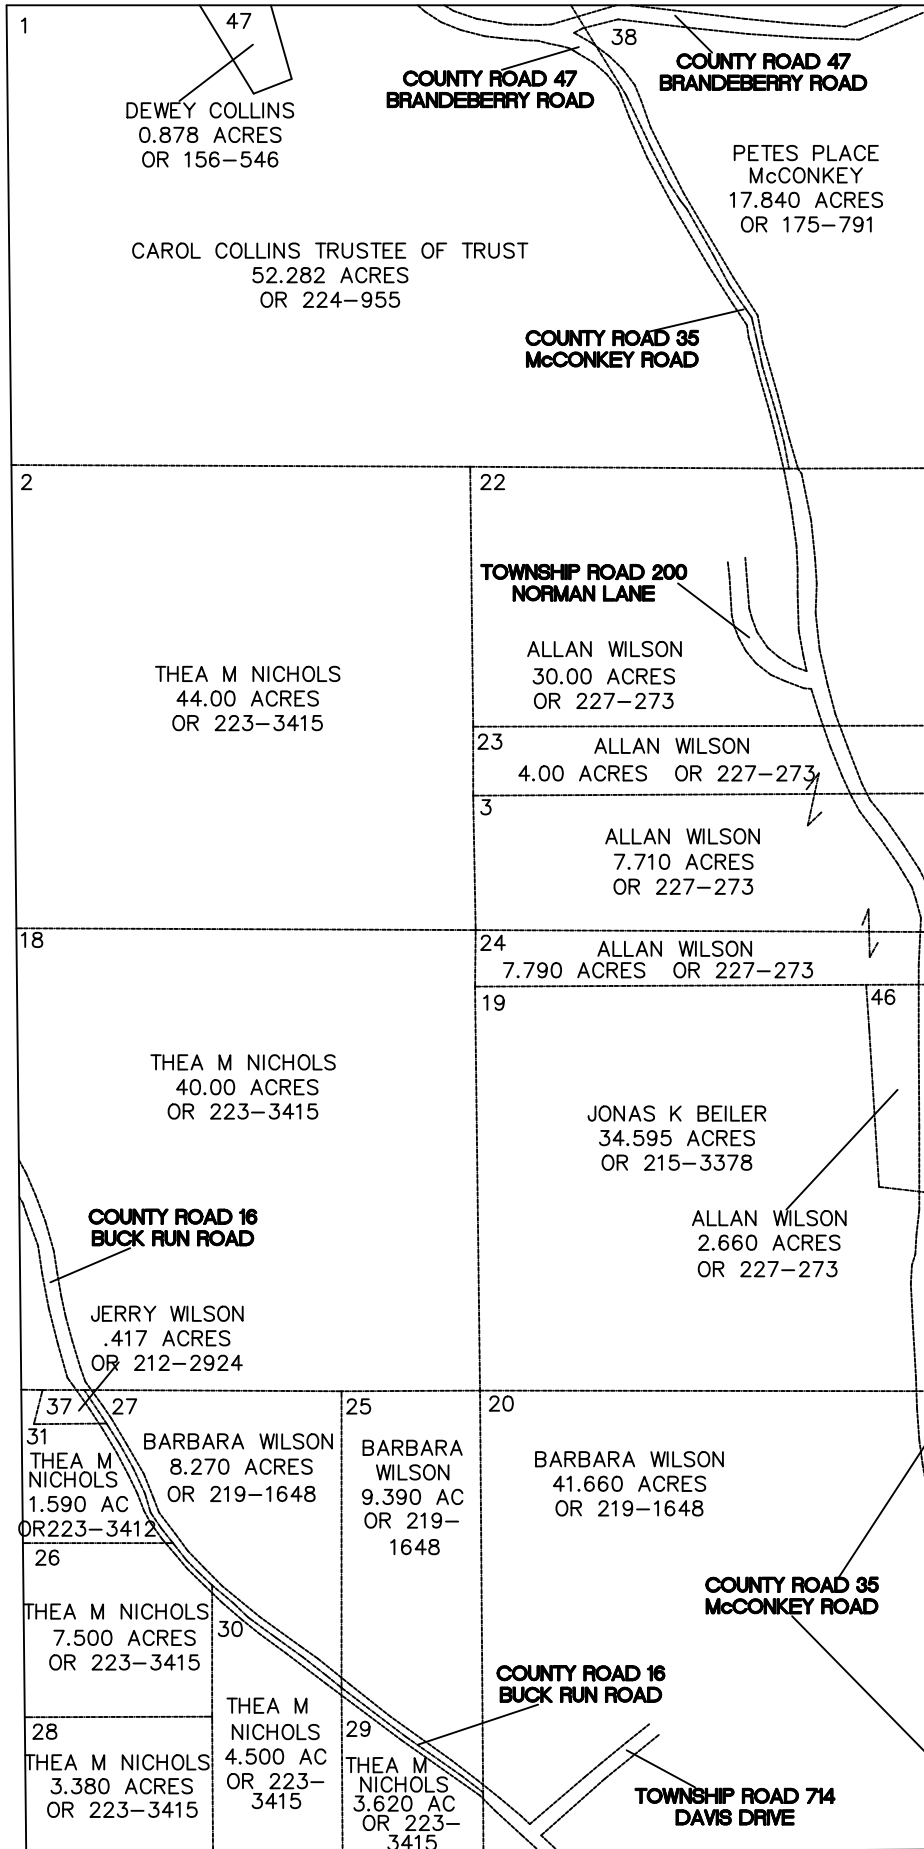 1
47
38
COUNTY ROAD 47
BRANDEBERRY ROAD
COUNTY ROAD 47
BRANDEBERRY ROAD
DEWEY COLLINS
0.878 ACRES
OR 156-546
PETES PLACE
McCONKEY
17.840 ACRES
OR 175-791
CAROL COLLINS TRUSTEE OF TRUST
52.282 ACRES
OR 224-955
COUNTY ROAD 35
McCONKEY ROAD
2
22
TOWNSHIP ROAD 200
NORMAN LANE
THEA M NICHOLS
44.00 ACRES
OR 223-3415
ALLAN WILSON
30.00 ACRES
OR 227-273
23
ALLAN WILSON
4.00 ACRES OR 227-273
3
ALLAN WILSON
7.710 ACRES
OR 227-273
18
24
ALLAN WILSON
7.790 ACRES OR 227-273
19
46
THEA M NICHOLS
40.00 ACRES
OR 223-3415
JONAS K BEILER
34.595 ACRES
OR 215-3378
COUNTY ROAD 16
BUCK RUN ROAD
ALLAN WILSON
2.660 ACRES
OR 227-273
JERRY WILSON
.417 ACRES
OR 212-2924
37
27
25
20
31
THEA M
NICHOLS
1.590 AC
OR223-3412
BARBARA WILSON
8.270 ACRES
OR 219-1648
BARBARA
WILSON
9.390 AC
OR 219-
1648
BARBARA WILSON
41.660 ACRES
OR 219-1648
26
COUNTY ROAD 35
McCONKEY ROAD
THEA M NICHOLS
7.500 ACRES
OR 223-3415
30
COUNTY ROAD 16
BUCK RUN ROAD
THEA M
NICHOLS
4.500 AC
OR 223-
3415
28
THEA M NICHOLS
3.380 ACRES
OR 223-3415
29
THEA M
NICHOLS
3.620 AC
OR 223-
3415
TOWNSHIP ROAD 714
DAVIS DRIVE